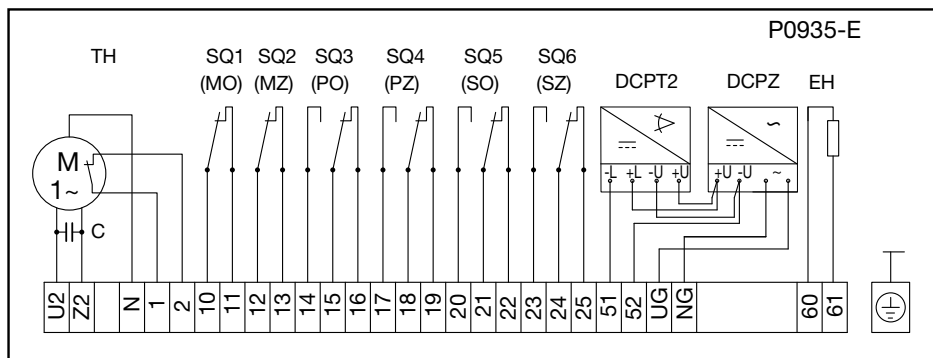 P0935-E
TH SQ1 SQ2 SQ3 SQ4 SQ5 SQ6
(MO) (MZ) (PO) (PZ) (SO) (SZ) DCPT2 DCPZ EH
M
1~
C
-L +L -U +U +U -U ~
U2 Z2 N 1 2 10 11 12 13 14 15 16 17 18 19 20 21 22 23 24 25 51 52 UG NG 60 61